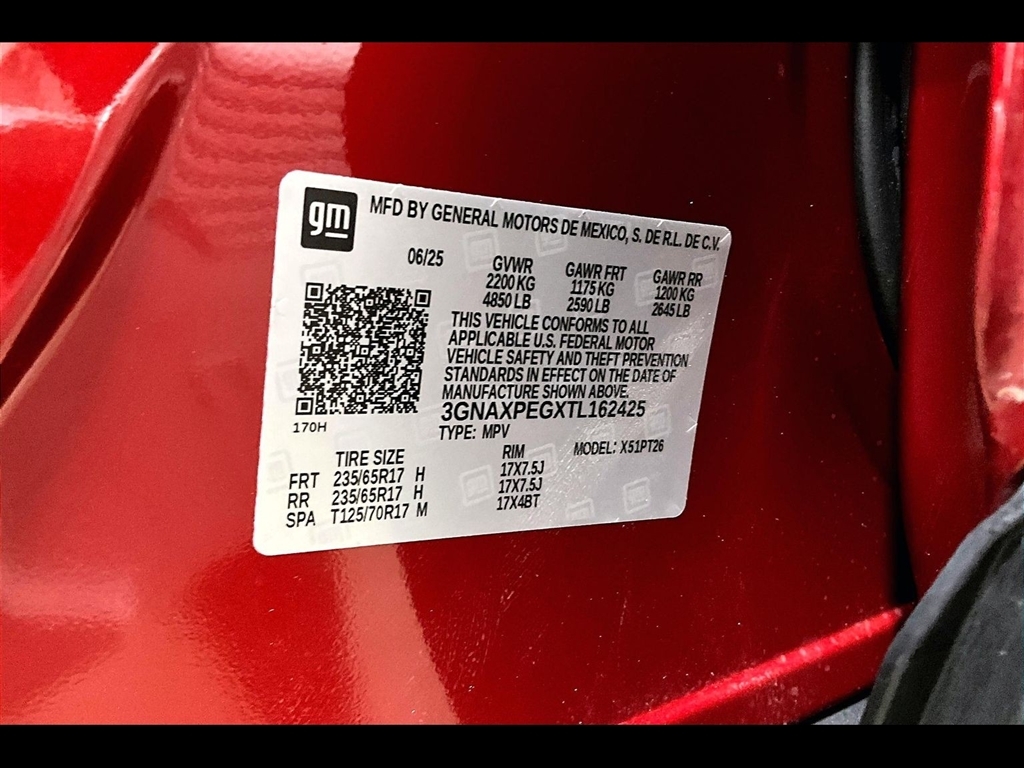 gm MFD BY GENERAL MOTORS DE MEXICO, S. DE R.L. DE C.V.
06/25 GVWR GAWR FRT GAWR RR
2200 KG 1175 KG 1200 KG
4850 LB 2590 LB 2645 LB
THIS VEHICLE CONFORMS TO ALL
APPLICABLE U.S. FEDERAL MOTOR
VEHICLE SAFETY AND THEFT PREVENTION
STANDARDS IN EFFECT ON THE DATE OF
MANUFACTURE SHOWN ABOVE.
3GNAXPEGXTL162425
170H
TYPE: MPV MODEL: X51PT26
TIRE SIZE RIM
FRT 235/65R17 H 17X7.5J
RR 235/65R17 H 17X7.5J
SPA T125/70R17 M 17X4BT